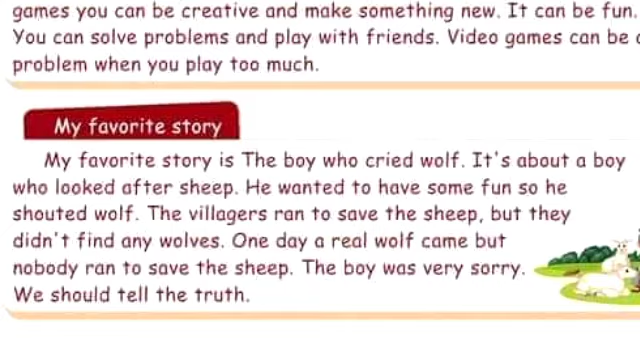 games you can be creative and make something new. It can be fun.
You can solve problems and play with friends. Video games can be
problem when you play too much.
My favorite story
My favorite story is The boy who cried wolf. It's about a boy
who looked after sheep. He wanted to have some fun so he
shouted wolf. The villagers ran to save the sheep, but they
didn't find any wolves. One day a real wolf came but
nobody ran to save the sheep. The boy was very sorry.
We should tell the truth.